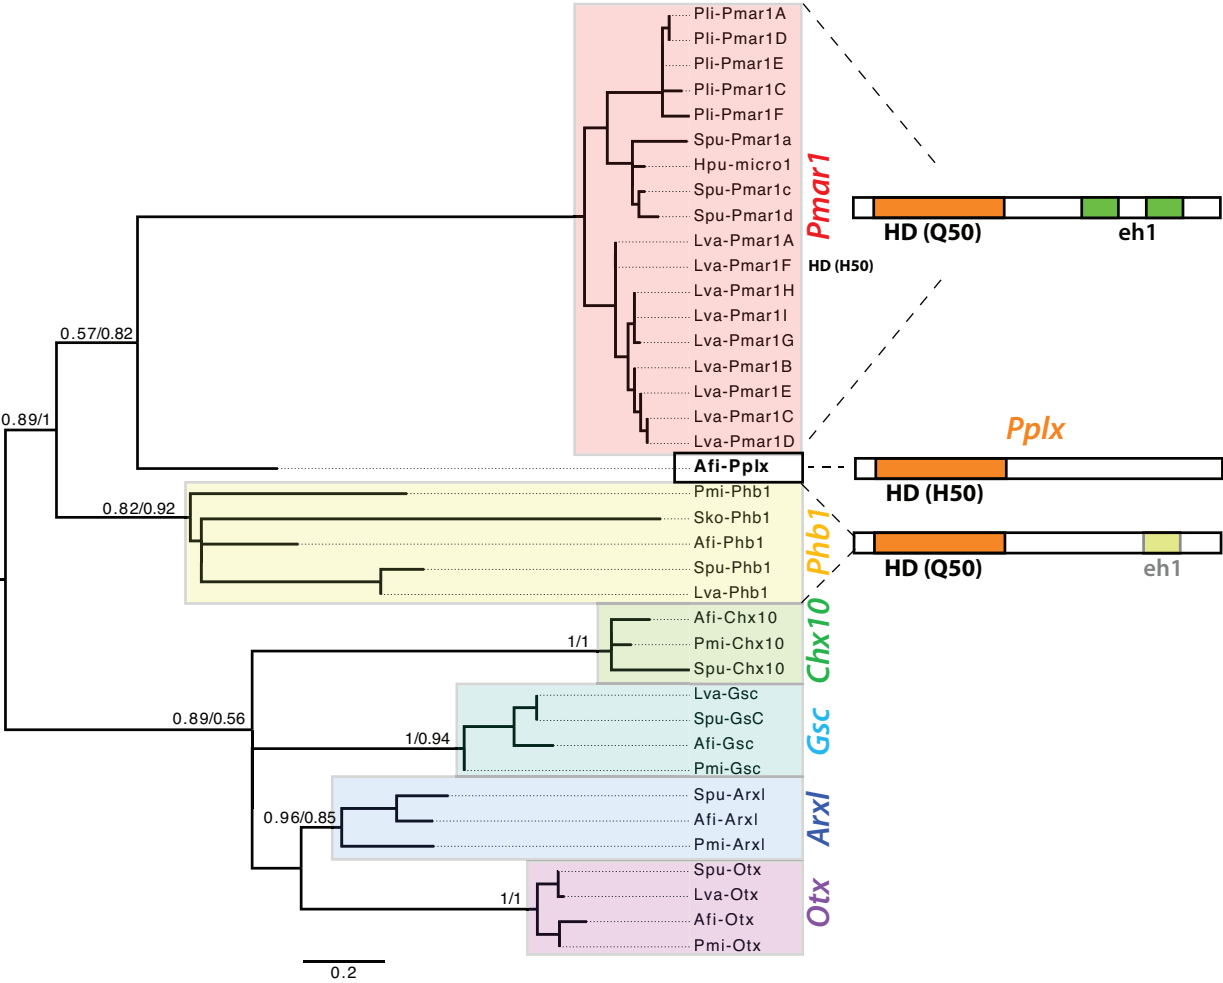 Pli-Pmar1A
Pli-Pmar1D
Pli-Pmar1E
Pli-Pmar1C
Pli-Pmar1F
Spu-Pmar1a
Hpu-micro1
Spu-Pmar1c
Spu-Pmar1d
Lva-Pmar1A
Lva-Pmar1F
Lva-Pmar1H
Lva-Pmar1I
Lva-Pmar1G
Lva-Pmar1B
Lva-Pmar1E
Lva-Pmar1C
Lva-Pmar1D
Afi-Pplx
Pmi-Phb1
Sko-Phb1
Afi-Phb1
Spu-Phb1
Lva-Phb1
Afi-Chx10
Pmi-Chx10
Spu-Chx10
Lva-Gsc
Spu-GsC
Afi-Gsc
Pmi-Gsc
Spu-Arxl
Afi-Arxl
Pmi-Arxl
Spu-Otx
Lva-Otx
Afi-Otx
Pmi-Otx
0.57/0.82
0.89/1
0.82/0.92
1/1
0.89/0.56
1/0.94
0.96/0.85
1/1
0.2
Pmar1
HD (H50)
Phb1
Chx10
Gsc
Arxl
Otx
HD (Q50)
eh1
Pplx
HD (H50)
HD (Q50)
eh1